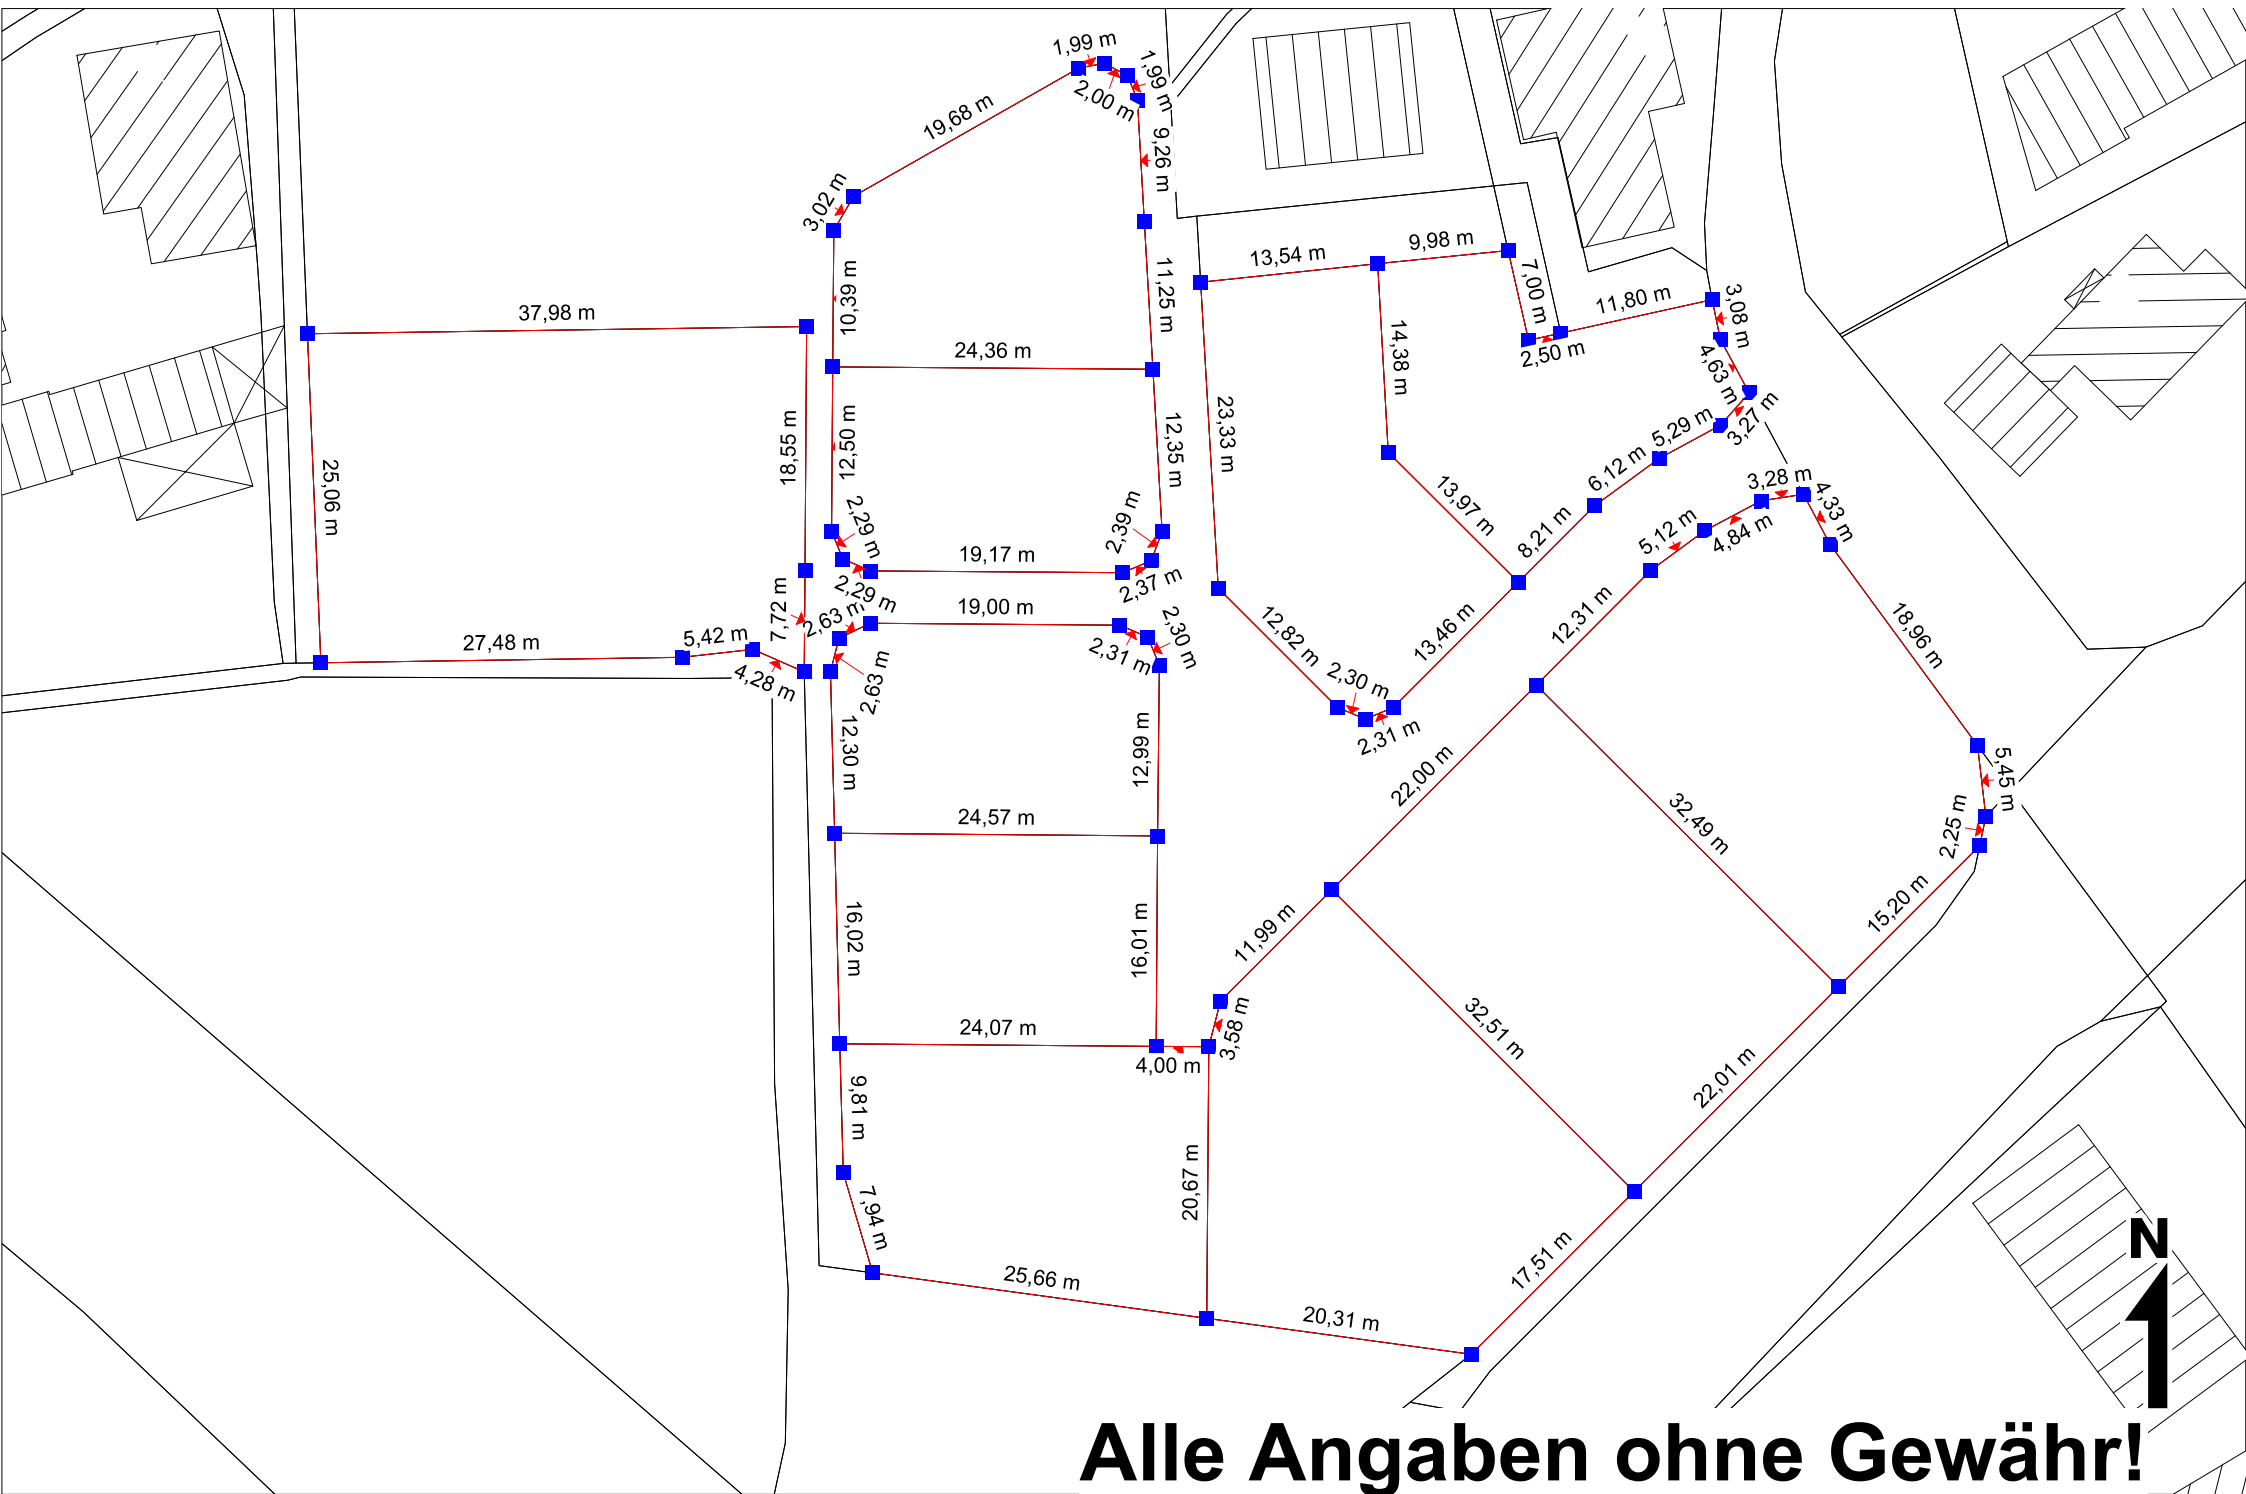 1,99 m
1,99 m
2,00 m
19,68 m
9,26 m
3,02 m
13,54 m
9,98 m
7,00 m
11,80 m
3,08 m
10,39 m
11,25 m
37,98 m
24,36 m
14,38 m
2,50 m
4,63 m
3,27 m
5,29 m
6,12 m
18,55 m
12,50 m
12,35 m
23,33 m
25,06 m
2,29 m
2,39 m
13,97 m
8,21 m
3,28 m
4,33 m
5,12 m
4,84 m
19,17 m
2,29 m
2,37 m
7,72 m
2,63 m
19,00 m
2,30 m
12,82 m
13,46 m
12,31 m
18,96 m
27,48 m
5,42 m
4,28 m
2,63 m
2,31 m
2,30 m
2,31 m
12,30 m
12,99 m
22,00 m
5,45 m
2,25 m
24,57 m
32,49 m
16,02 m
16,01 m
11,99 m
15,20 m
24,07 m
4,00 m
3,58 m
32,51 m
9,81 m
22,01 m
20,67 m
7,94 m
25,66 m
20,31 m
17,51 m
N
Alle Angaben ohne Gewähr!